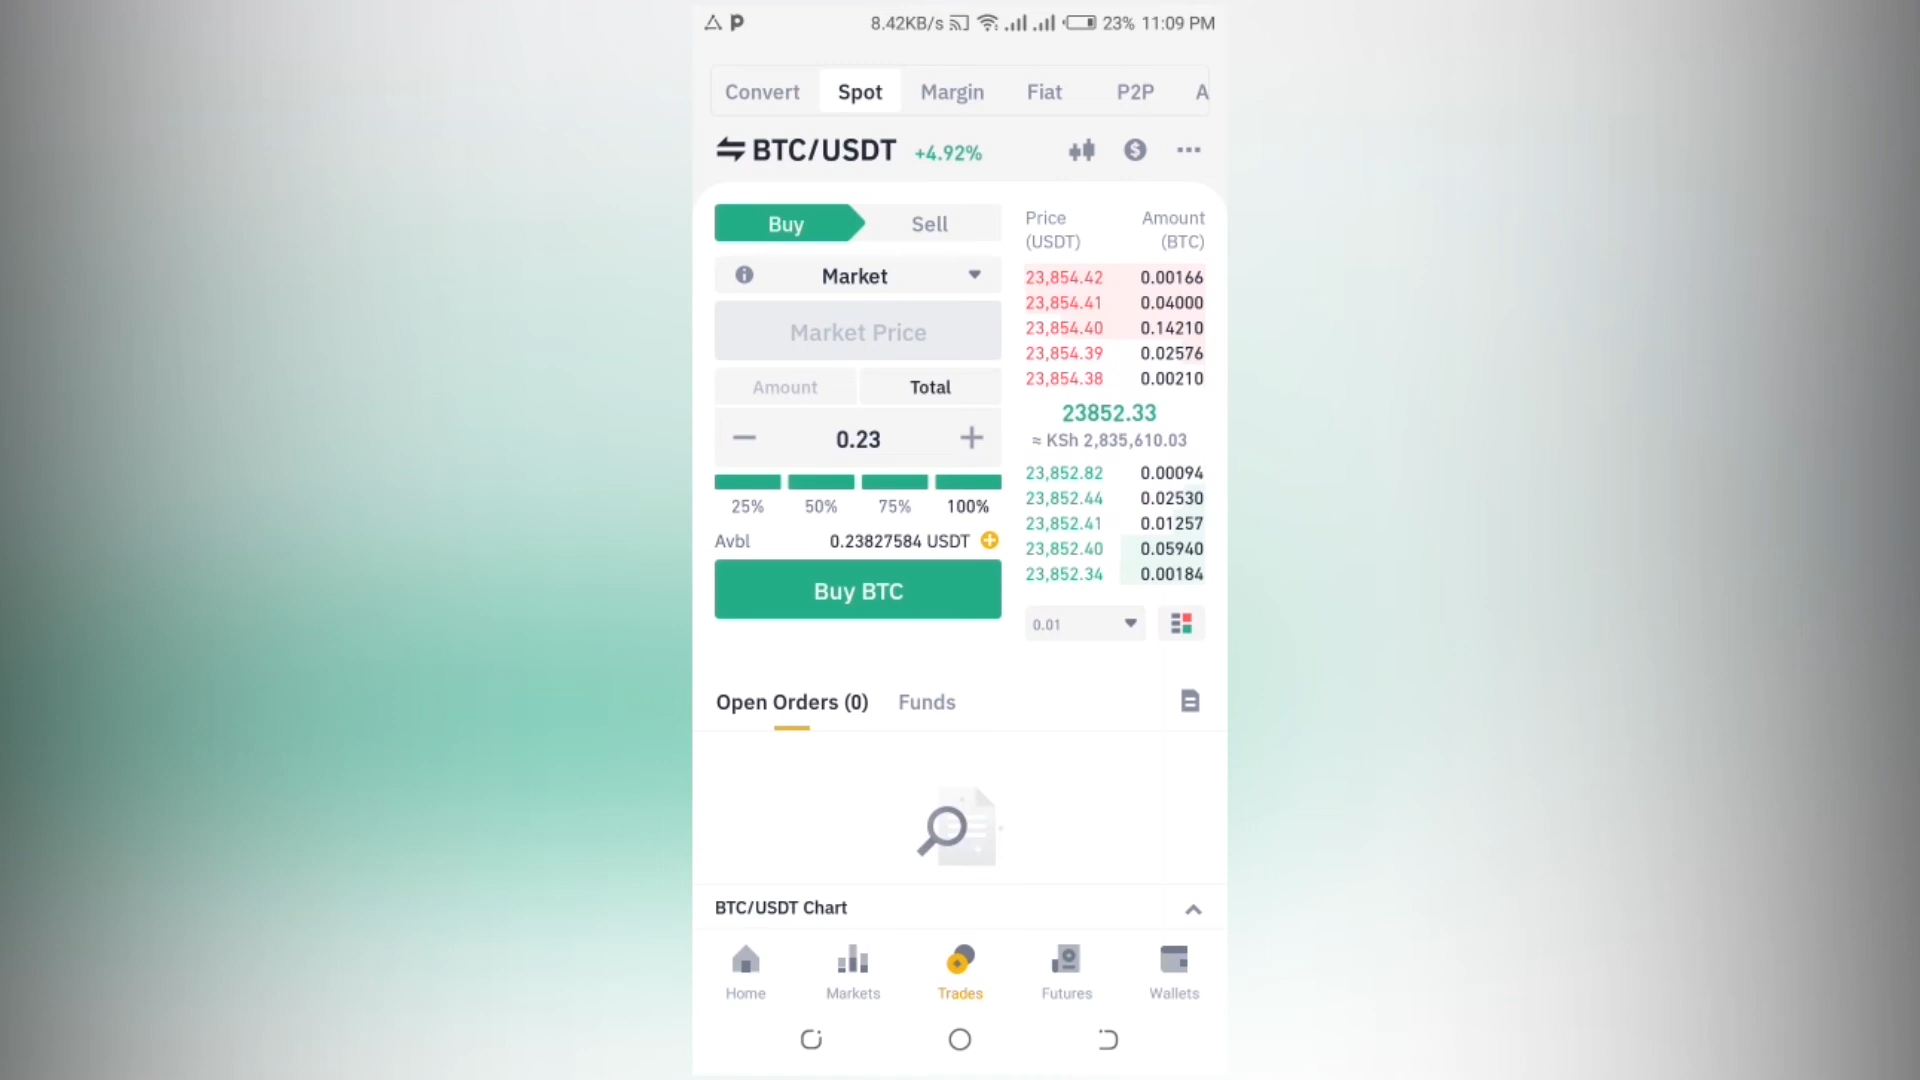 8.42KB/s 23% 11:09 PM
Convert Spot Margin Fiat P2P A
BTC/USDT +4.92%
Buy Sell
Market
Market Price
Amount Total
0.23
25% 50% 75% 100%
Avbl 0.23827584 USDT
Buy BTC
Price Amount
(USDT) (BTC)
23,854.42 0.00166
23,854.41 0.04000
23,854.40 0.14210
23,854.39 0.02576
23,854.38 0.00210
23852.33
≈ KSh 2,835,610.03
23,852.82 0.00094
23,852.44 0.02530
23,852.41 0.01257
23,852.40 0.05940
23,852.34 0.00184
0.01
Open Orders (0) Funds
BTC/USDT Chart
Home Markets Trades Futures Wallets